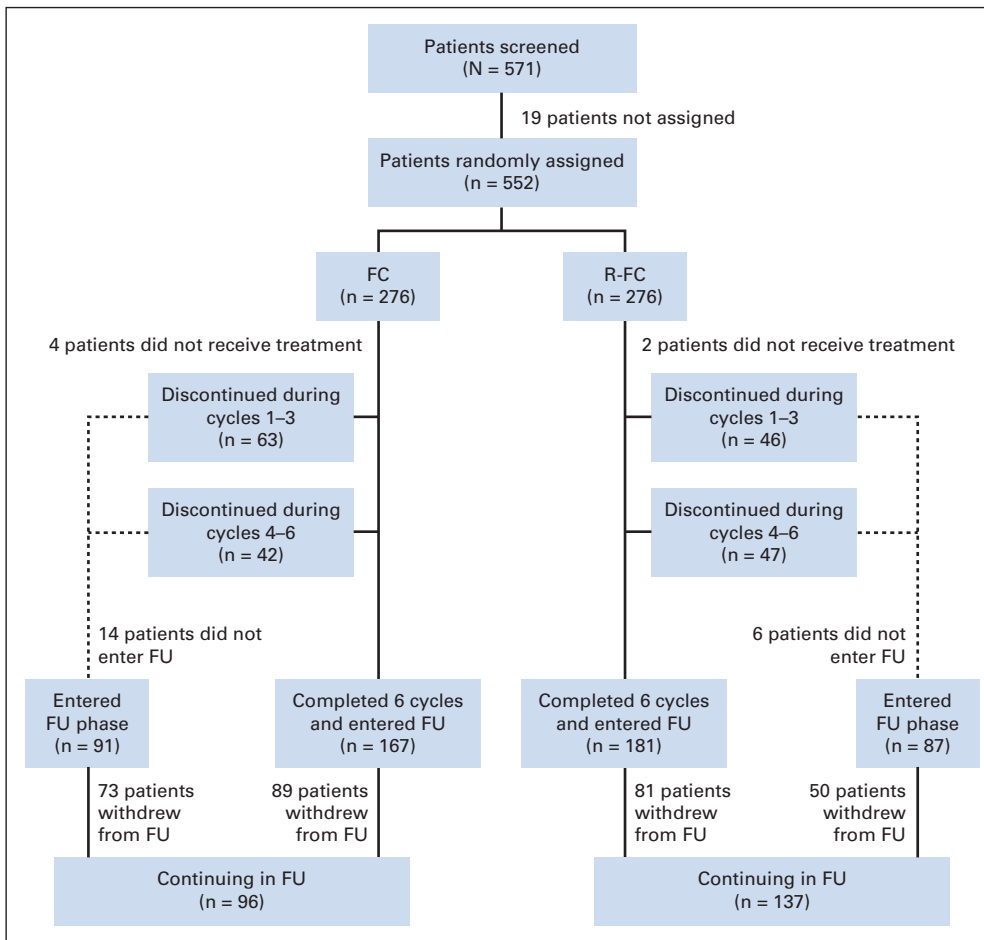 Patients screened
(N = 571)
19 patients not assigned
Patients randomly assigned
(n = 552)
FC
(n = 276)
R-FC
(n = 276)
4 patients did not receive treatment
2 patients did not receive treatment
Discontinued during
cycles 1–3
(n = 63)
Discontinued during
cycles 1–3
(n = 46)
Discontinued during
cycles 4–6
(n = 42)
Discontinued during
cycles 4–6
(n = 47)
14 patients did not
enter FU
6 patients did not
enter FU
Entered
FU phase
(n = 91)
Completed 6 cycles
and entered FU
(n = 167)
Completed 6 cycles
and entered FU
(n = 181)
Entered
FU phase
(n = 87)
73 patients
withdrew
from FU
89 patients
withdrew
from FU
81 patients
withdrew
from FU
50 patients
withdrew
from FU
Continuing in FU
(n = 96)
Continuing in FU
(n = 137)